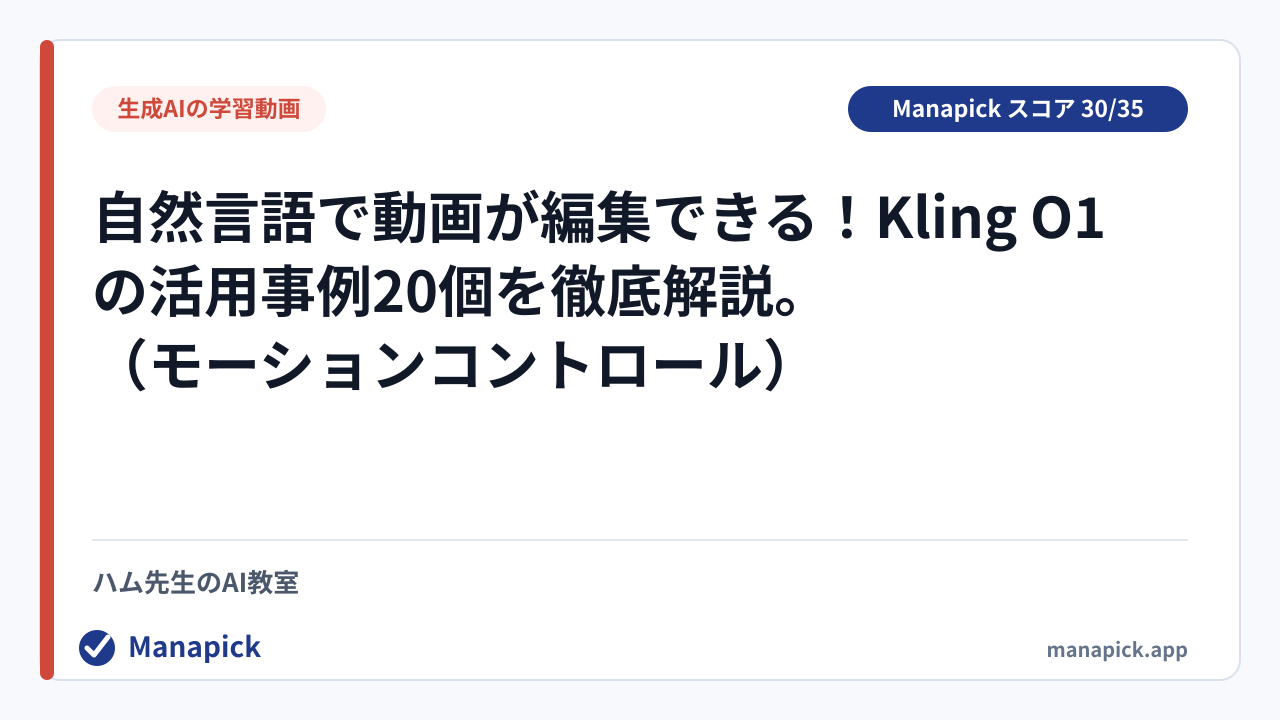 生成AIの学習動画
Manapick スコア 30/35
自然言語で動画が編集できる！Kling O1
の活用事例20個を徹底解説。
（モーションコントロール）
ハム先生のAI教室
Manapick
manapick.app